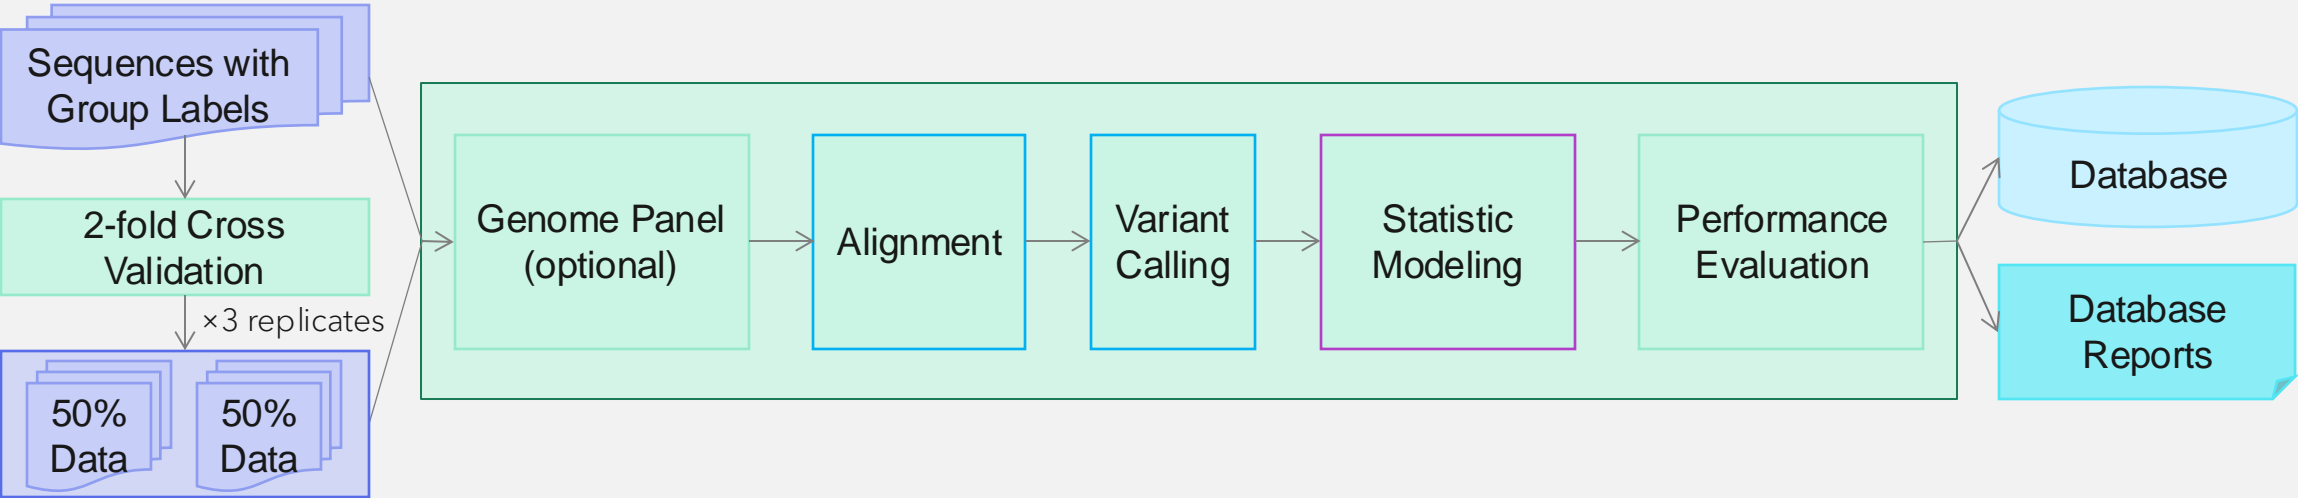 Sequences with
Group Labels
2-fold Cross
Validation
×3 replicates
50%
Data
50%
Data
Genome Panel
(optional)
Alignment
Variant
Calling
Statistic
Modeling
Performance
Evaluation
Database
Database
Reports